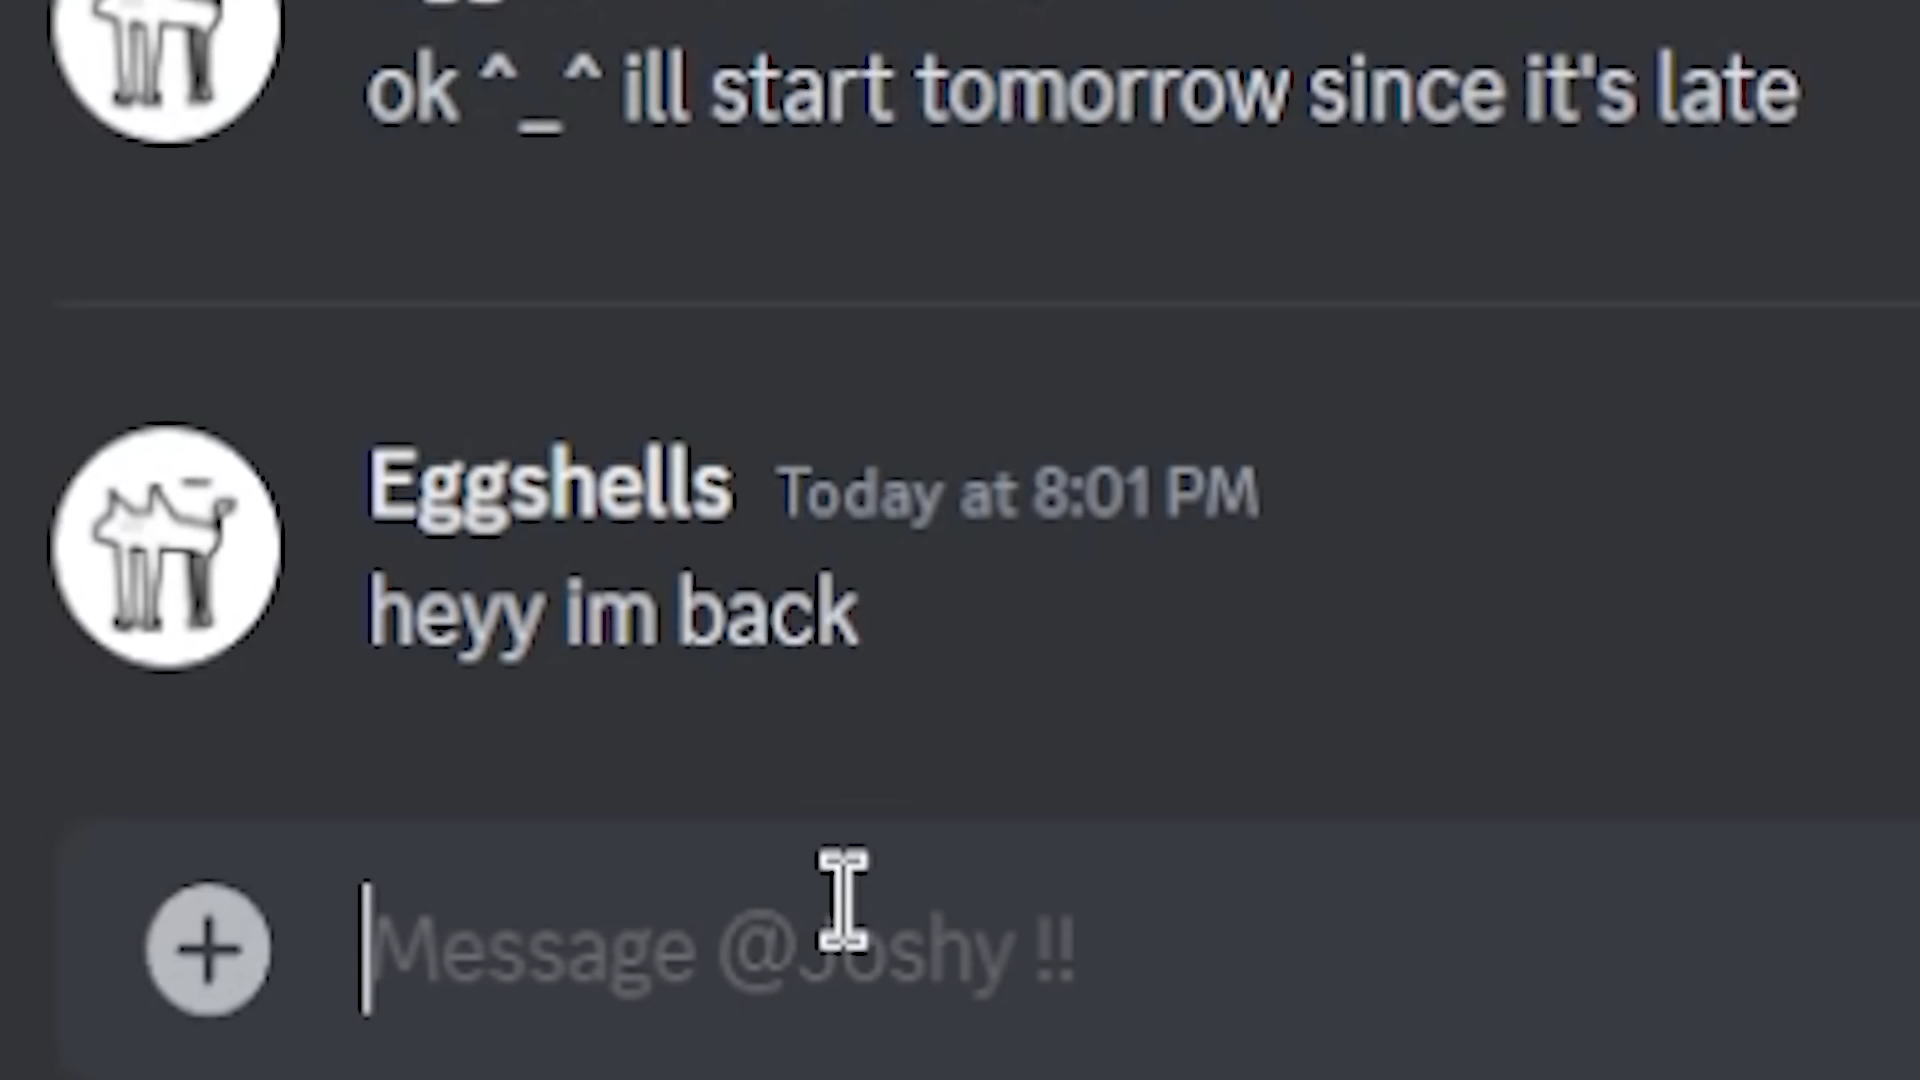 ok ^_^ ill start tomorrow since it's late
Eggshells Today at 8:01 PM
heyy im back
Message @Joshy !!